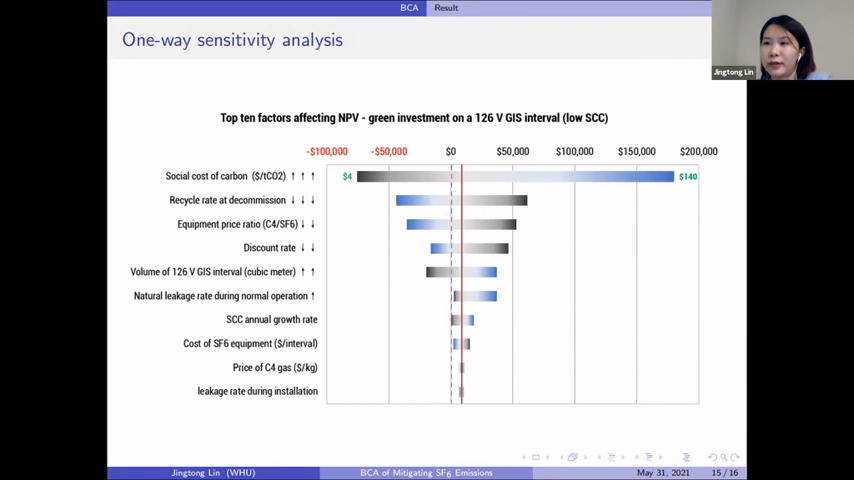 BCA Result
One-way sensitivity analysis
Jingtong Lin
Top ten factors affecting NPV - green investment on a 126 V GIS interval (low SCC)
-$100,000 -$50,000 $0 $50,000 $100,000 $150,000 $200,000
Social cost of carbon ($/tCO2) ↑ ↑ ↑ $4 $140
Recycle rate at decommission ↓ ↓ ↓
Equipment price ratio (C4/SF6) ↓ ↓
Discount rate ↓ ↓
Volume of 126 V GIS interval (cubic meter) ↑ ↑
Natural leakage rate during normal operation ↑
SCC annual growth rate
Cost of SF6 equipment ($/interval)
Price of C4 gas ($/kg)
leakage rate during installation
Jingtong Lin (WHU) BCA of Mitigating SF6 Emissions May 31, 2021 15 / 16